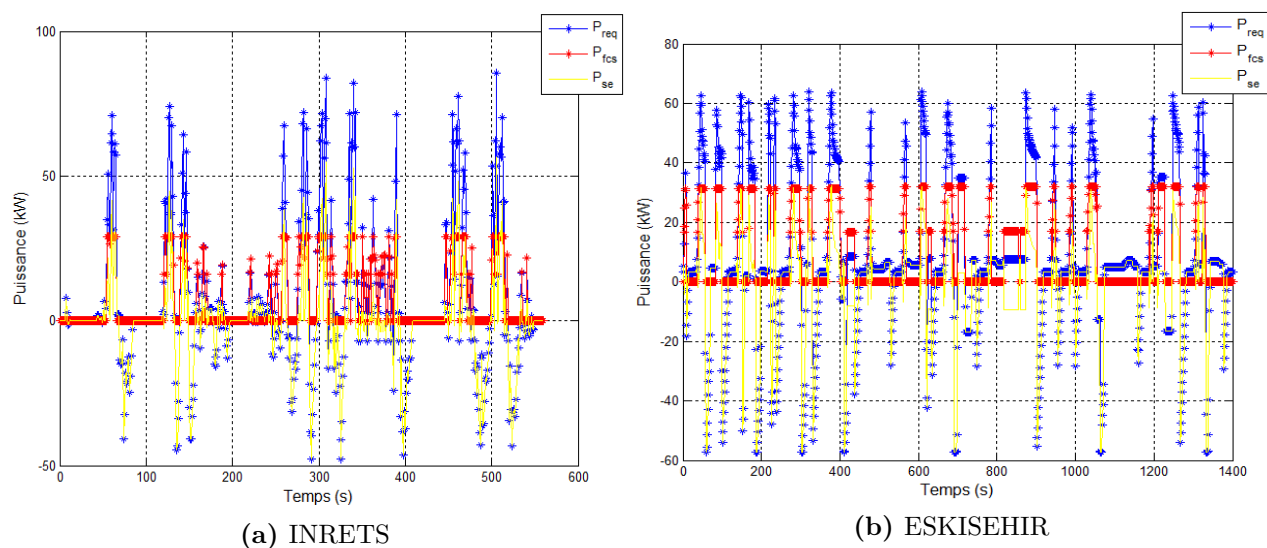 100
50
0
-50
0
100
200
300
400
500
600
Puissance (kW)
Temps (s)
P_req
P_fcs
P_se
(a) INRETS
80
60
40
20
0
-20
-40
-60
0
200
400
600
800
1000
1200
1400
Puissance (kW)
Temps (s)
P_req
P_fcs
P_se
(b) ESKISEHIR